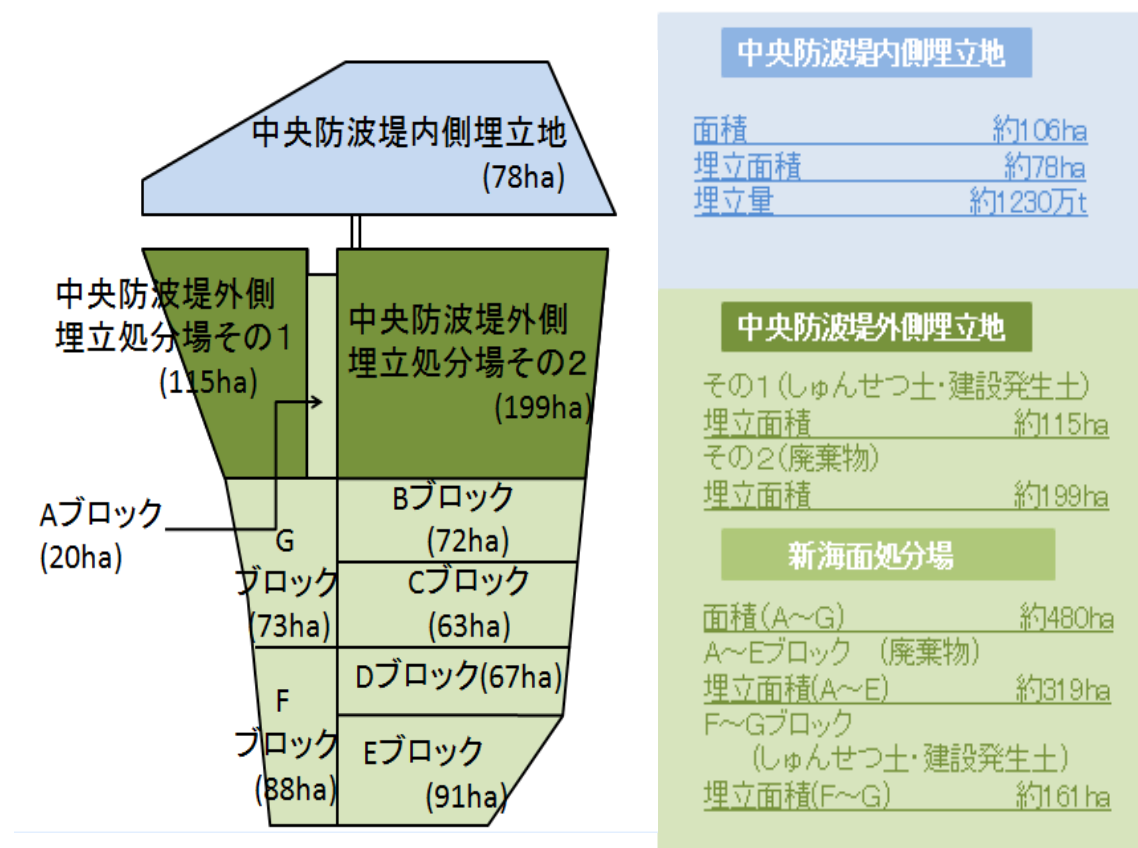 中央防波堤内側埋立地
(78ha)
中央防波堤外側
埋立処分場その1
(115ha)
中央防波堤外側
埋立処分場その2
(199ha)
Aブロック
(20ha)
Bブロック
(72ha)
G
ブロック
(73ha)
Cブロック
(63ha)
Dブロック(67ha)
F
ブロック
(88ha)
Eブロック
(91ha)
中央防波堤内側埋立地
面積 約106ha
埋立面積 約78ha
埋立量 約1230万t
中央防波堤外側埋立地
その1(しゅんせつ土・建設発生土)
埋立面積 約115ha
その2(廃棄物)
埋立面積 約199ha
新海面処分場
面積(A～G) 約480ha
A～Eブロック (廃棄物)
埋立面積(A～E) 約319ha
F～Gブロック
(しゅんせつ土・建設発生土)
埋立面積(F～G) 約161ha